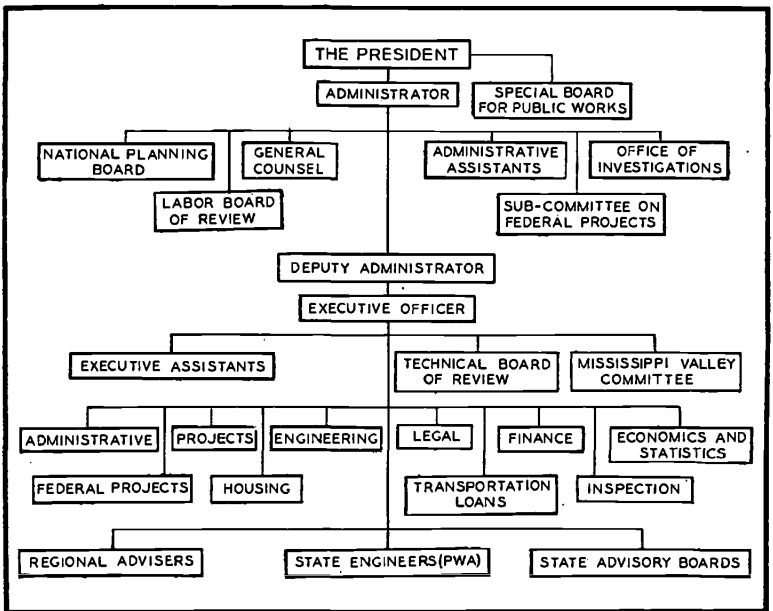 THE PRESIDENT
ADMINISTRATOR
SPECIAL BOARD
FOR PUBLIC WORKS
NATIONAL PLANNING
BOARD
GENERAL
COUNSEL
ADMINISTRATIVE
ASSISTANTS
OFFICE OF
INVESTIGATIONS
LABOR BOARD
OF REVIEW
SUB-COMMITTEE ON
FEDERAL PROJECTS
DEPUTY ADMINISTRATOR
EXECUTIVE OFFICER
EXECUTIVE ASSISTANTS
TECHNICAL BOARD
OF REVIEW
MISSISSIPPI VALLEY
COMMITTEE
ADMINISTRATIVE
PROJECTS
ENGINEERING
LEGAL
FINANCE
ECONOMICS AND
STATISTICS
FEDERAL PROJECTS
HOUSING
TRANSPORTATION
LOANS
INSPECTION
REGIONAL ADVISERS
STATE ENGINEERS(PWA)
STATE ADVISORY BOARDS